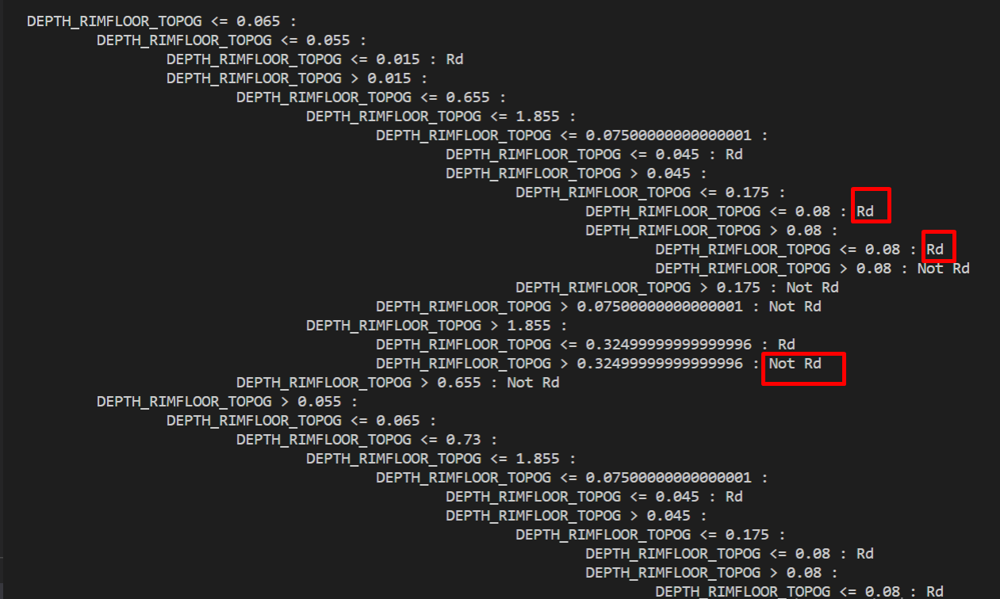 DEPTH_RIMFLOOR_TOPOG <= 0.065 :
DEPTH_RIMFLOOR_TOPOG <= 0.055 :
DEPTH_RIMFLOOR_TOPOG <= 0.015 : Rd
DEPTH_RIMFLOOR_TOPOG > 0.015 :
DEPTH_RIMFLOOR_TOPOG <= 0.655 :
DEPTH_RIMFLOOR_TOPOG <= 1.855 :
DEPTH_RIMFLOOR_TOPOG <= 0.07500000000000001 :
DEPTH_RIMFLOOR_TOPOG <= 0.045 : Rd
DEPTH_RIMFLOOR_TOPOG > 0.045 :
DEPTH_RIMFLOOR_TOPOG <= 0.175 :
DEPTH_RIMFLOOR_TOPOG <= 0.08 : Rd
DEPTH_RIMFLOOR_TOPOG > 0.08 :
DEPTH_RIMFLOOR_TOPOG <= 0.08 : Rd
DEPTH_RIMFLOOR_TOPOG > 0.08 : Not Rd
DEPTH_RIMFLOOR_TOPOG > 0.175 : Not Rd
DEPTH_RIMFLOOR_TOPOG > 0.07500000000000001 : Not Rd
DEPTH_RIMFLOOR_TOPOG > 1.855 :
DEPTH_RIMFLOOR_TOPOG <= 0.32499999999999996 : Rd
DEPTH_RIMFLOOR_TOPOG > 0.32499999999999996 : Not Rd
DEPTH_RIMFLOOR_TOPOG > 0.655 : Not Rd
DEPTH_RIMFLOOR_TOPOG > 0.055 :
DEPTH_RIMFLOOR_TOPOG <= 0.065 :
DEPTH_RIMFLOOR_TOPOG <= 0.73 :
DEPTH_RIMFLOOR_TOPOG <= 1.855 :
DEPTH_RIMFLOOR_TOPOG <= 0.07500000000000001 :
DEPTH_RIMFLOOR_TOPOG <= 0.045 : Rd
DEPTH_RIMFLOOR_TOPOG > 0.045 :
DEPTH_RIMFLOOR_TOPOG <= 0.175 :
DEPTH_RIMFLOOR_TOPOG <= 0.08 : Rd
DEPTH_RIMFLOOR_TOPOG > 0.08 :
DEPTH_RIMFLOOR_TOPOG <= 0.08 : Rd